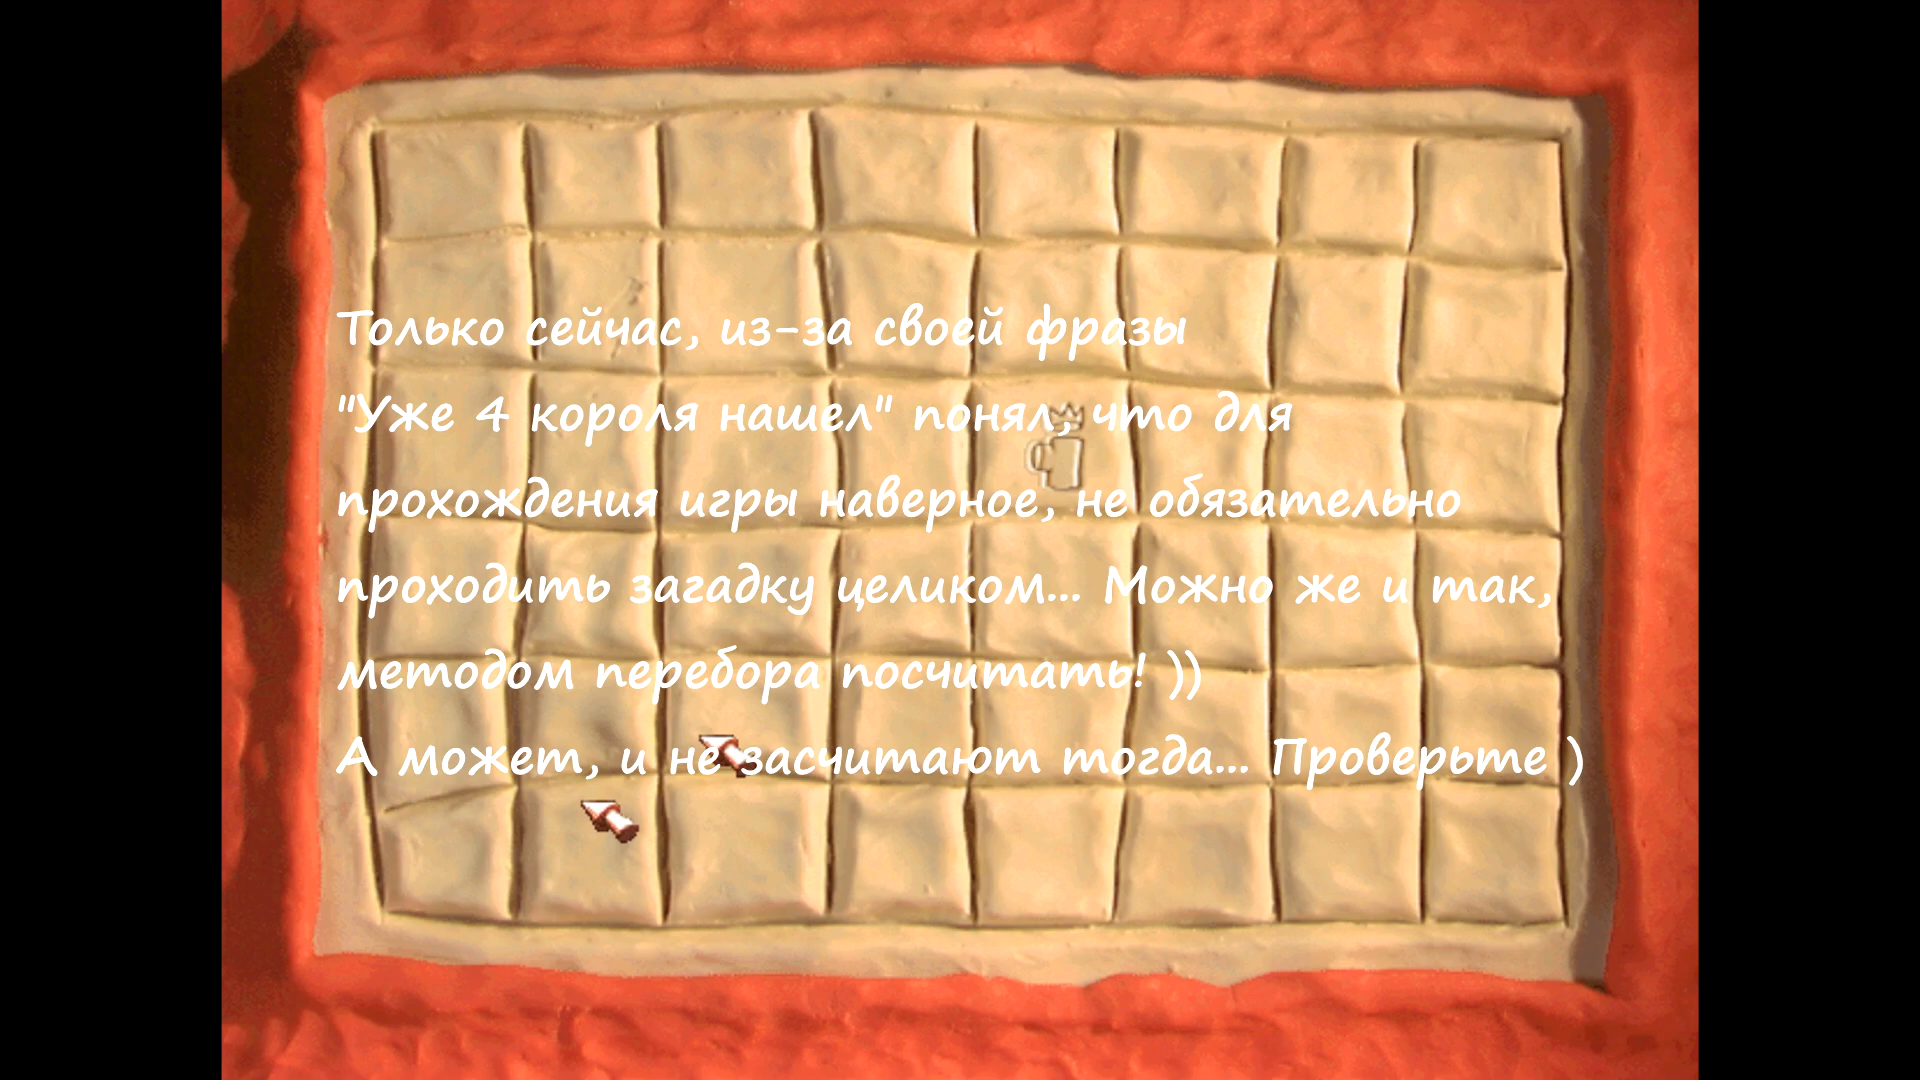 Только сейчас, из-за своей фразы
"Уже 4 короля нашел" понял, что для
прохождения игры наверное, не обязательно
проходить загадку целиком... Можно же и так,
методом перебора посчитать! ))
А может, и не засчитают тогда... Проверьте )